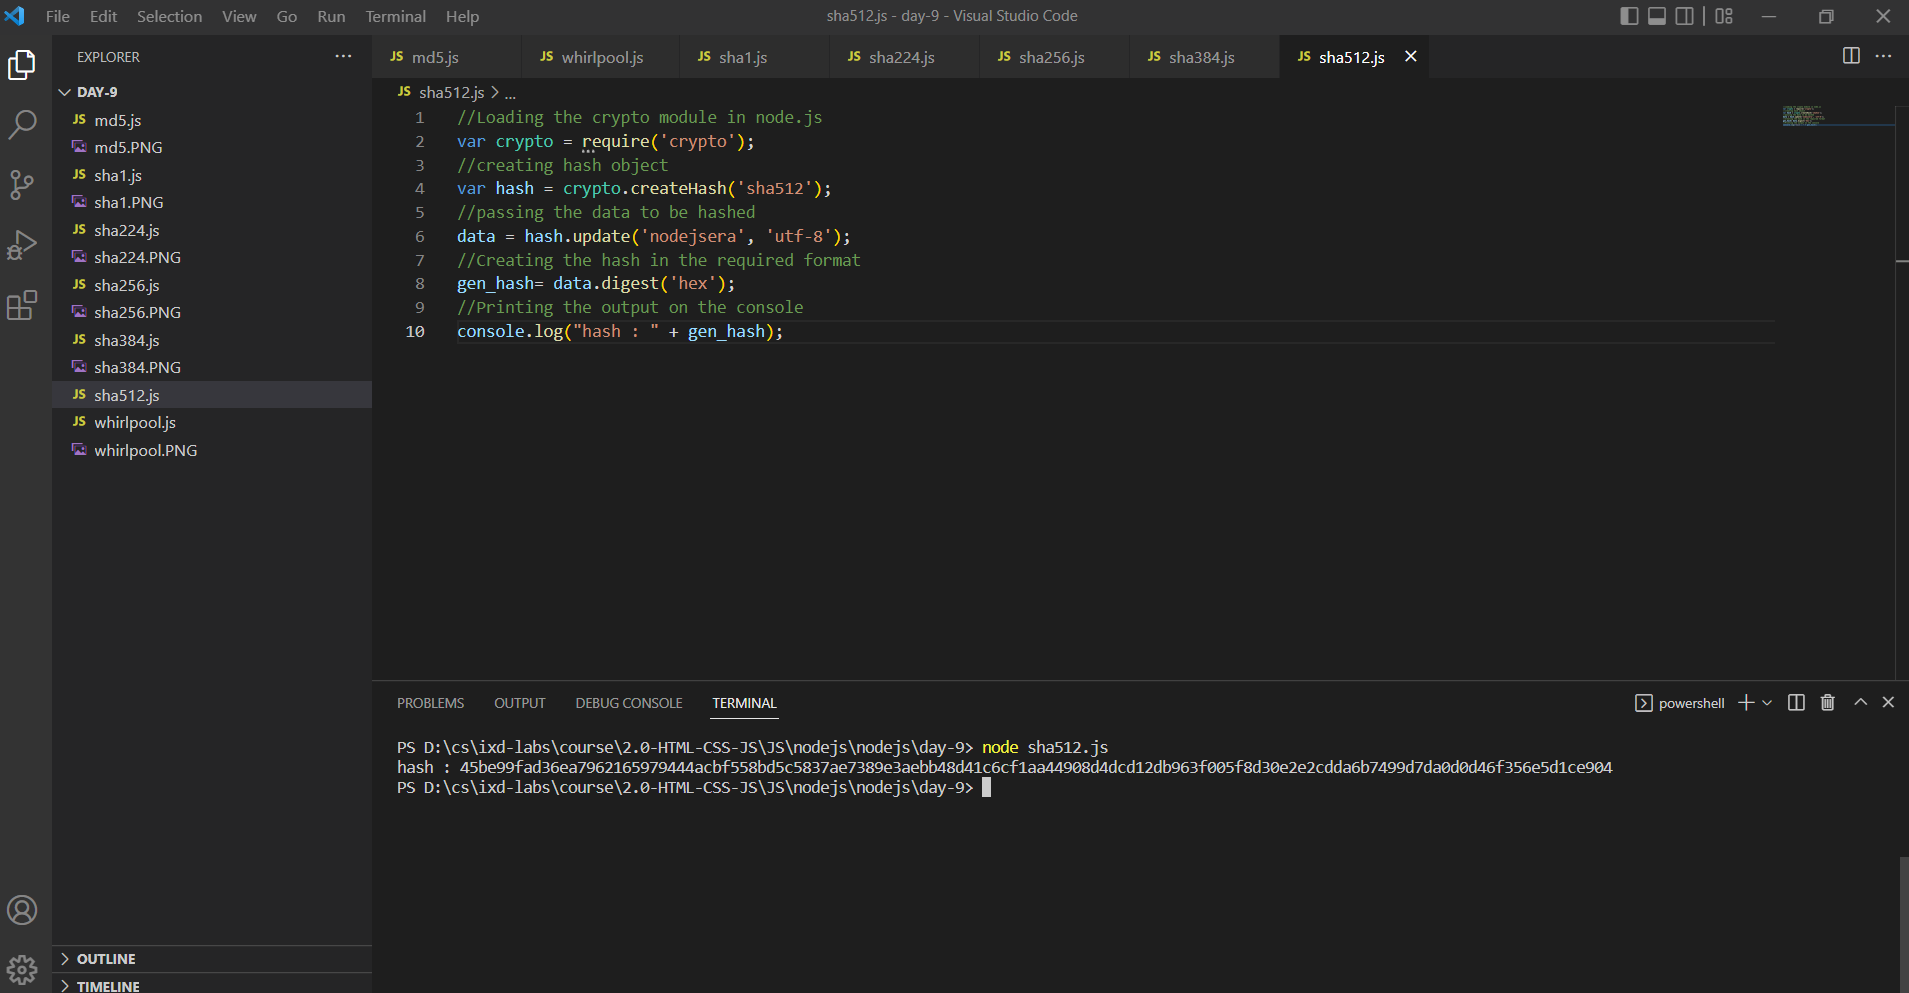 File Edit Selection View Go Run Terminal Help
sha512.js - day-9 - Visual Studio Code
EXPLORER
DAY-9
JS md5.js
md5.PNG
JS sha1.js
sha1.PNG
JS sha224.js
sha224.PNG
JS sha256.js
sha256.PNG
JS sha384.js
sha384.PNG
JS sha512.js
JS whirlpool.js
whirlpool.PNG
OUTLINE
TIMELINE
JS md5.js JS whirlpool.js JS sha1.js JS sha224.js JS sha256.js JS sha384.js JS sha512.js
JS sha512.js > ...
1 //Loading the crypto module in node.js
2 var crypto = require('crypto');
3 //creating hash object
4 var hash = crypto.createHash('sha512');
5 //passing the data to be hashed
6 data = hash.update('nodejsera', 'utf-8');
7 //Creating the hash in the required format
8 gen_hash= data.digest('hex');
9 //Printing the output on the console
10 console.log("hash : " + gen_hash);
PROBLEMS OUTPUT DEBUG CONSOLE TERMINAL
powershell
PS D:\cs\ixd-labs\course\2.0-HTML-CSS-JS\JS\nodejs\nodejs\day-9> node sha512.js
hash : 45be99fad36ea7962165979444acbf558bd5c5837ae7389e3aebb48d41c6cf1aa44908d4dcd12db963f005f8d30e2e2cdda6b7499d7da0d0d46f356e5d1ce904
PS D:\cs\ixd-labs\course\2.0-HTML-CSS-JS\JS\nodejs\nodejs\day-9>